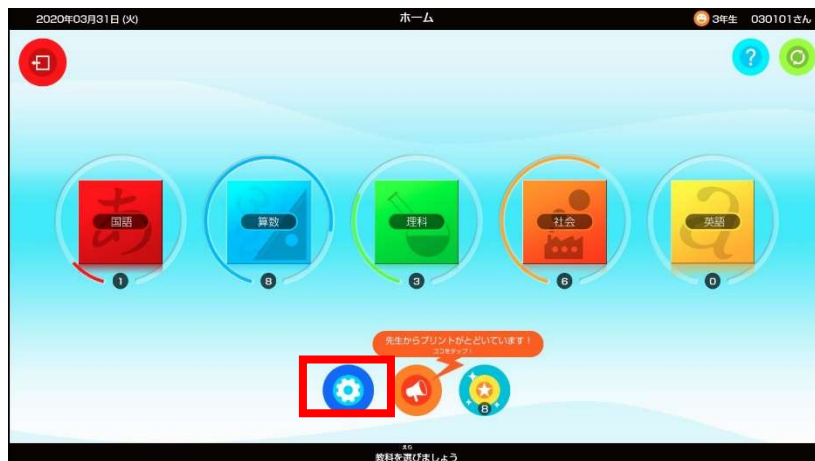 2020年03月31日 (火)
ホーム
3年生 030101さん
?
国語
算数
理科
社会
英語
1
8
3
6
0
先生からプリントがとどいています！
ココをタップ！
8
えら
教科を選びましょう